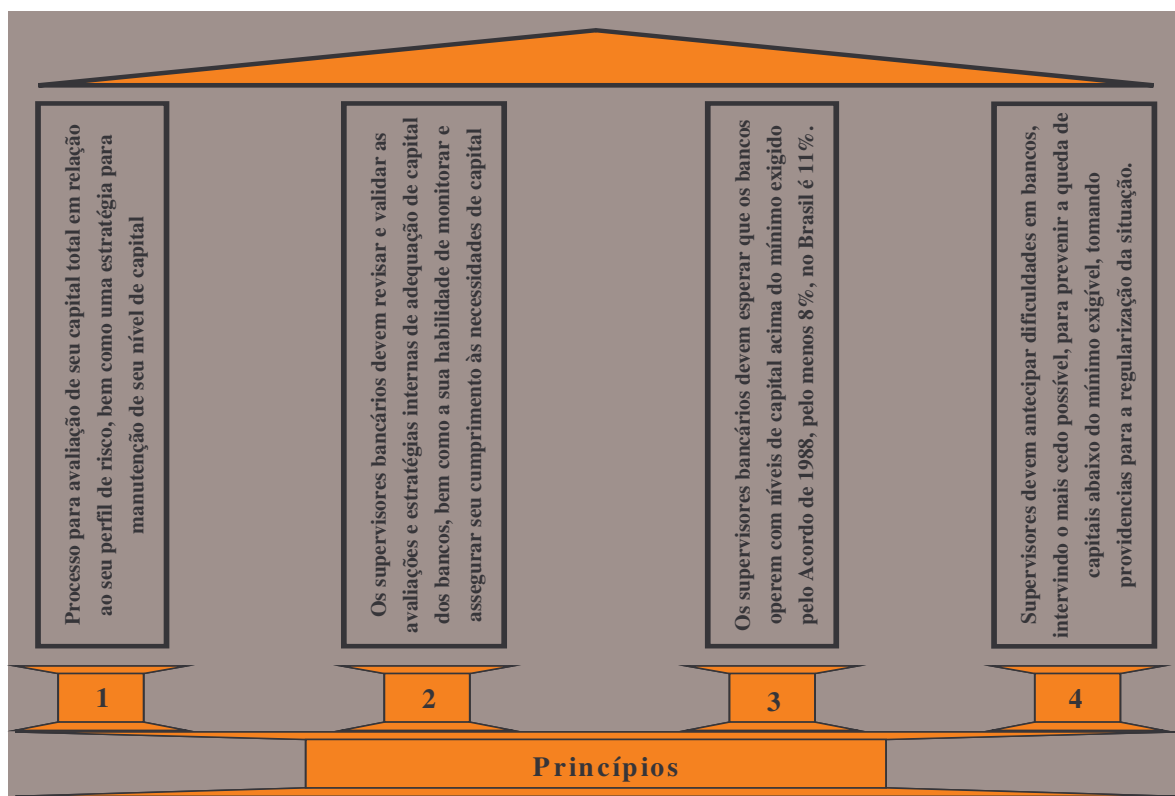 Processo para avaliação de seu capital total em relação
ao seu perfil de risco, bem como uma estratégia para
manutenção de seu nível de capital
Os supervisores bancários devem revisar e validar as
avaliações e estratégias internas de adequação de capital
dos bancos, bem como a sua habilidade de monitorar e
assegurar seu cumprimento às necessidades de capital
Os supervisores bancários devem esperar que os bancos
operem com níveis de capital acima do mínimo exigido
pelo Acordo de 1988, pelo menos 8%, no Brasil é 11%.
Supervisores devem antecipar dificuldades em bancos,
intervindo o mais cedo possível, para prevenir a queda de
capitais abaixo do mínimo exigível, tomando
providencias para a regularização da situação.
1
2
3
4
Princípios